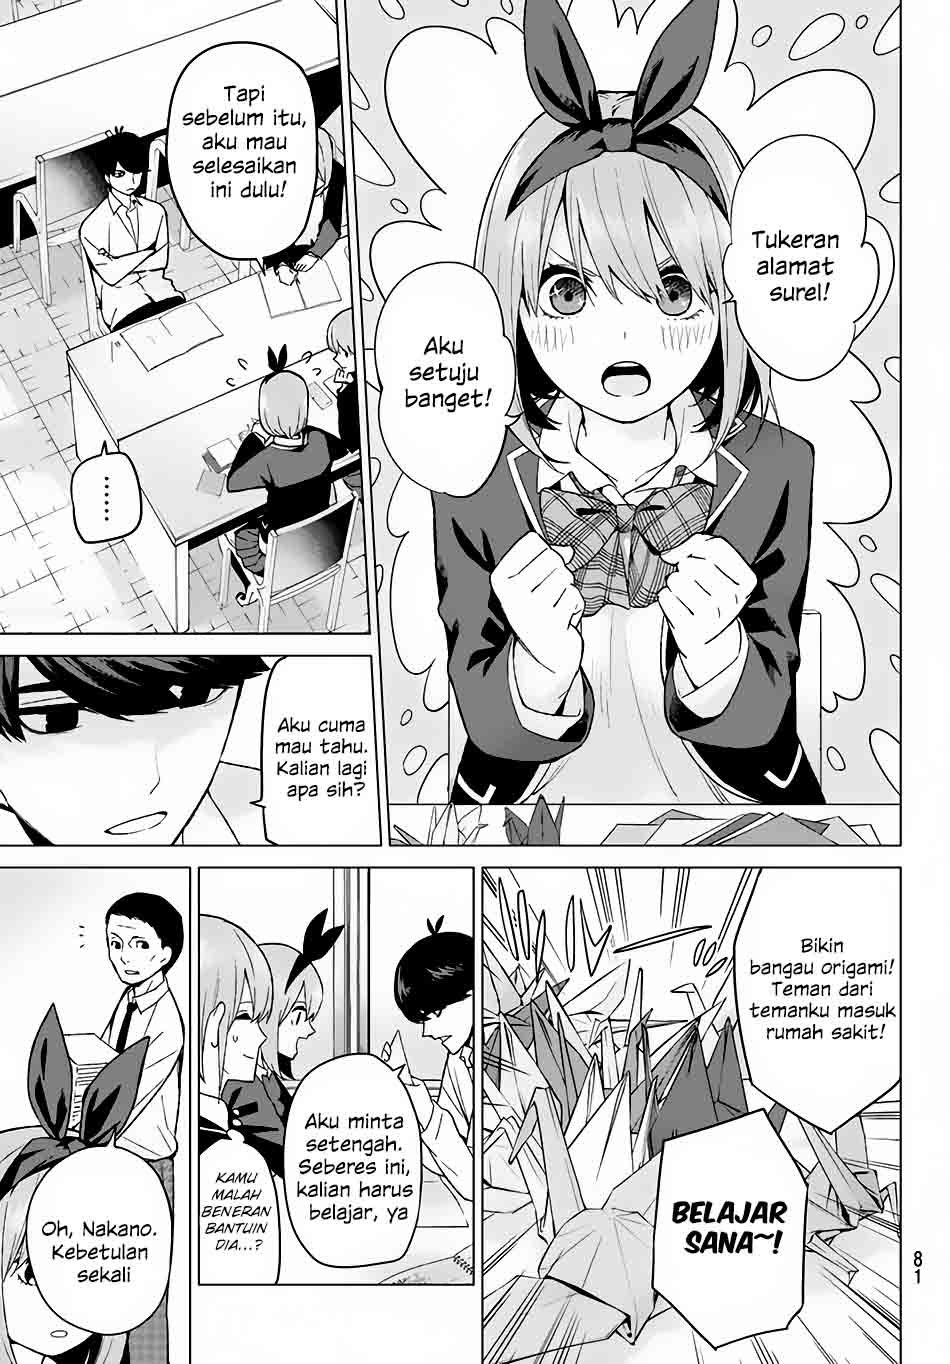 Tukeran
alamat
surel!
Aku
setuju
banget!
Tapi
sebelum itu,
aku mau
selesaikan
ini dulu!
......
Aku cuma
mau tahu.
Kalian lagi
apa sih?
Bikin
bangau origami!
Teman dari
temanku masuk
rumah sakit!
BELAJAR
SANA~!
Aku minta
setengah.
Seberes ini,
kalian harus
belajar, ya
KAMU
MALAH
BENERAN
BANTUIN
DIA...?
Oh, Nakano.
Kebetulan
sekali
81